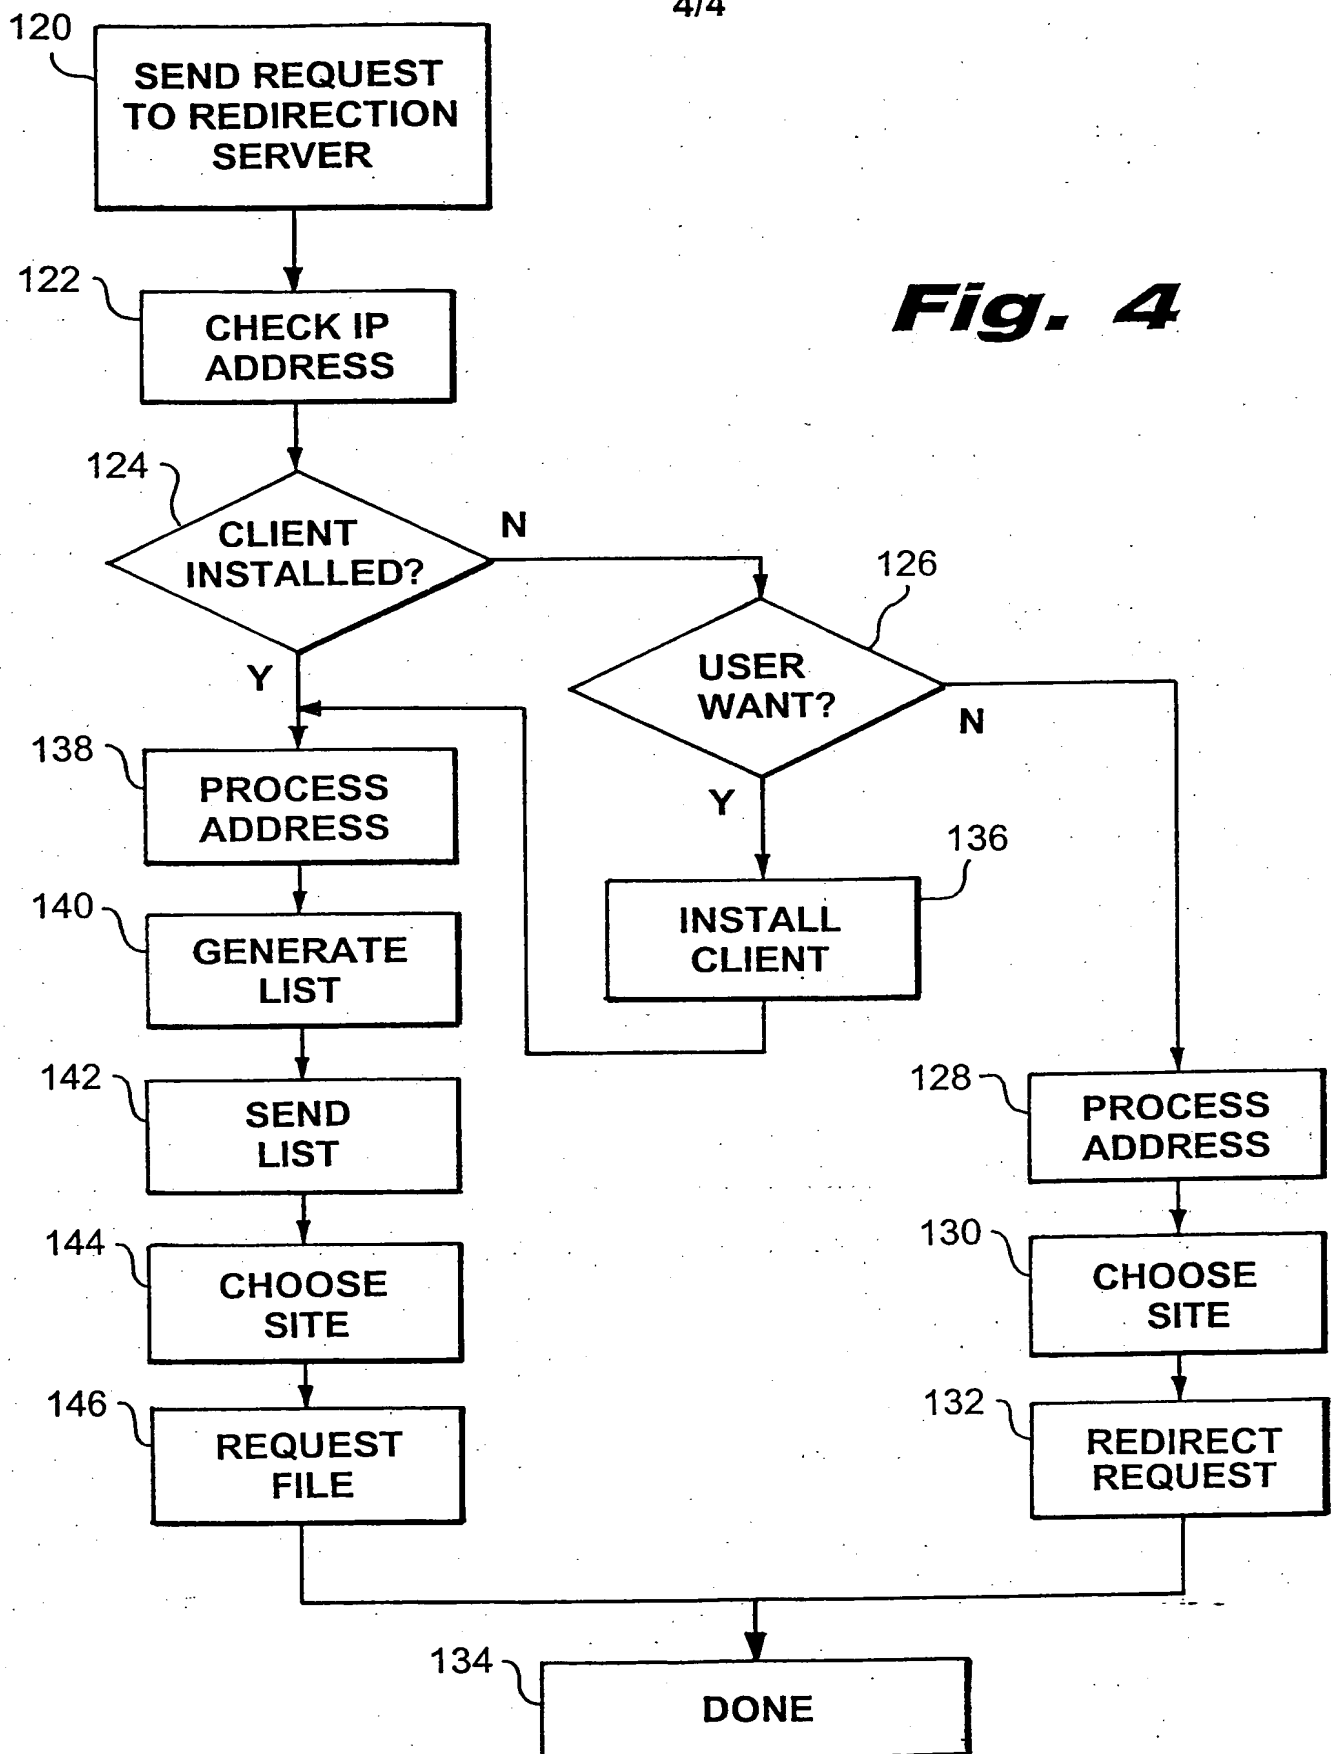 4/4
120
SEND REQUEST
TO REDIRECTION
SERVER
122
CHECK IP
ADDRESS
Fig. 4
124
CLIENT
INSTALLED?
N
Y
126
USER
WANT?
N
Y
138
PROCESS
ADDRESS
136
INSTALL
CLIENT
140
GENERATE
LIST
142
SEND
LIST
128
PROCESS
ADDRESS
144
CHOOSE
SITE
130
CHOOSE
SITE
146
REQUEST
FILE
132
REDIRECT
REQUEST
134
DONE